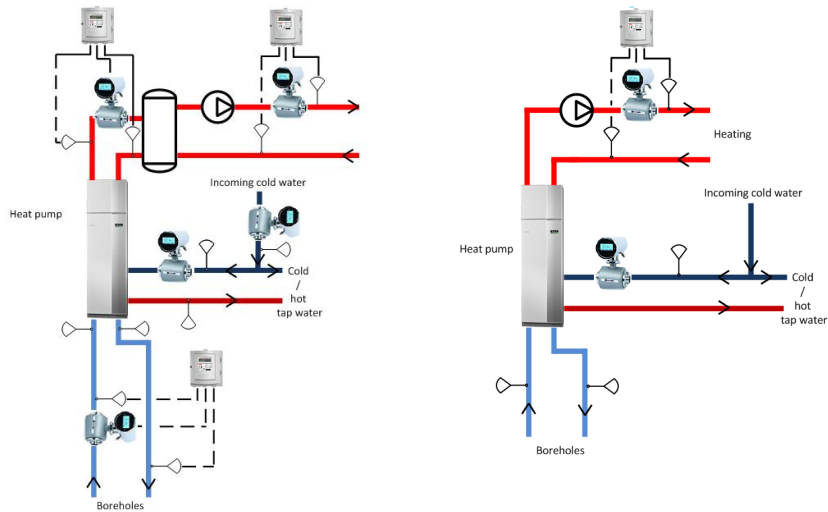 Incoming cold water
Heat pump
Cold
/
hot
tap water
Boreholes
Heating
Incoming cold water
Heat pump
Cold
/
hot
tap water
Boreholes